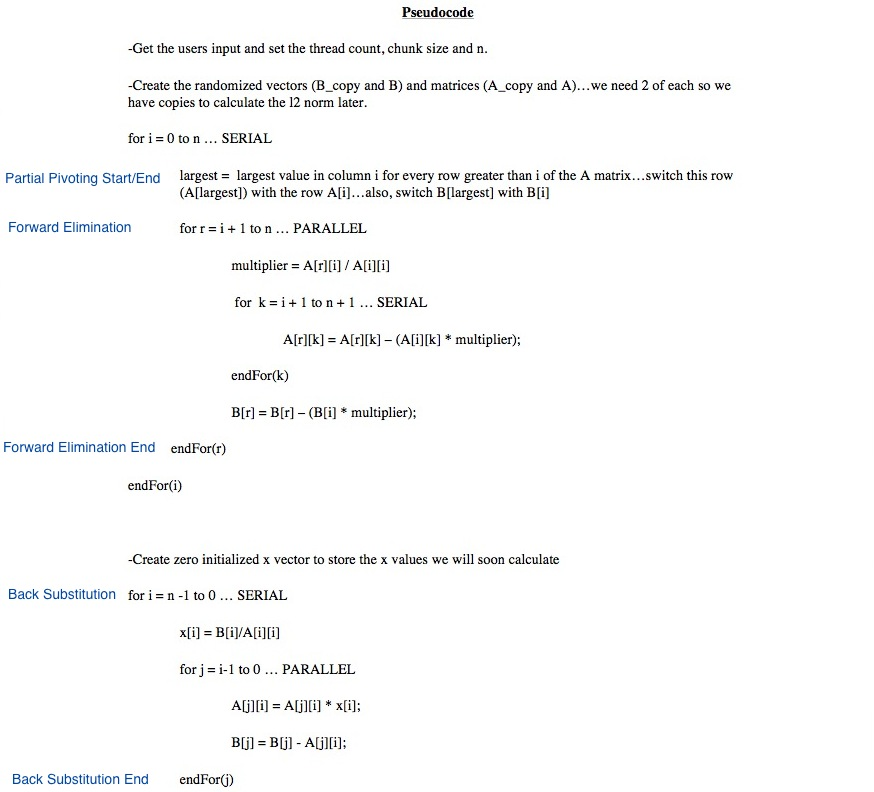 Pseudocode
-Get the users input and set the thread count, chunk size and n.
-Create the randomized vectors (B_copy and B) and matrices (A_copy and A)…we need 2 of each so we
have copies to calculate the l2 norm later.
for i = 0 to n … SERIAL
Partial Pivoting Start/End largest = largest value in column i for every row greater than i of the A matrix…switch this row
(A[largest]) with the row A[i]…also, switch B[largest] with B[i]
Forward Elimination for r = i + 1 to n … PARALLEL
multiplier = A[r][i] / A[i][i]
for k = i + 1 to n + 1 … SERIAL
A[r][k] = A[r][k] – (A[i][k] * multiplier);
endFor(k)
B[r] = B[r] – (B[i] * multiplier);
Forward Elimination End endFor(r)
endFor(i)
-Create zero initialized x vector to store the x values we will soon calculate
Back Substitution for i = n -1 to 0 … SERIAL
x[i] = B[i]/A[i][i]
for j = i-1 to 0 … PARALLEL
A[j][i] = A[j][i] * x[i];
B[j] = B[j] - A[j][i];
Back Substitution End endFor(j)